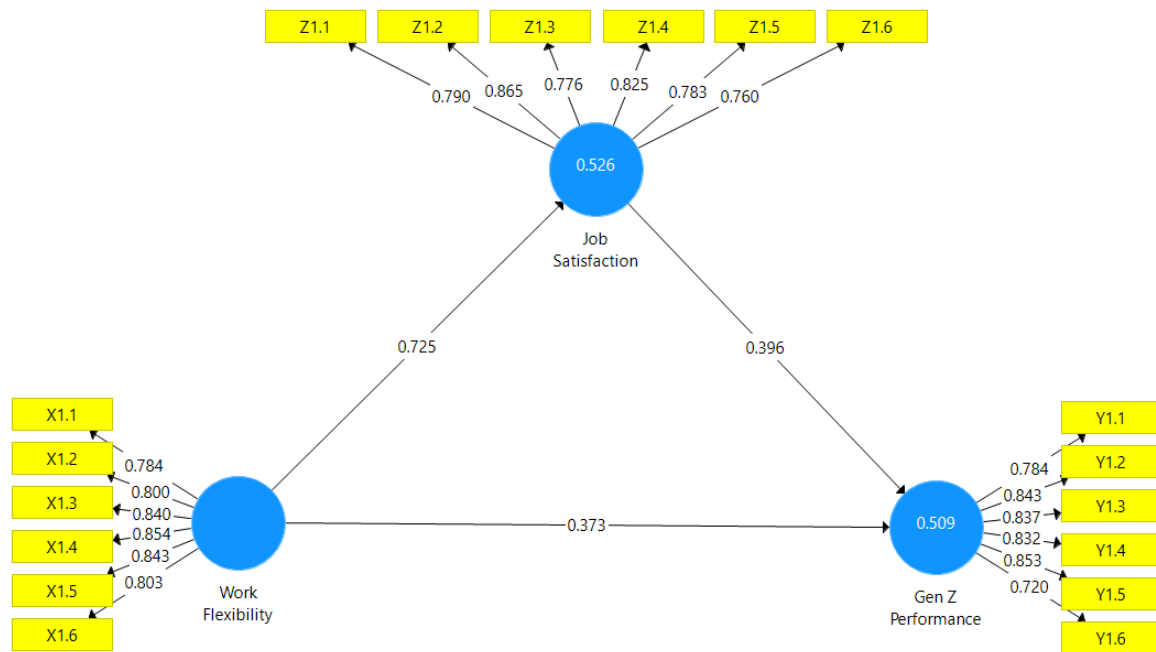 Z1.1
Z1.2
Z1.3
Z1.4
Z1.5
Z1.6
0.790
0.865
0.776
0.825
0.783
0.760
0.526
Job
Satisfaction
0.725
0.396
X1.1
X1.2
X1.3
X1.4
X1.5
X1.6
0.784
0.800
0.840
0.854
0.843
0.803
Work
Flexibility
0.373
0.509
Gen Z
Performance
0.784
0.843
0.837
0.832
0.853
0.720
Y1.1
Y1.2
Y1.3
Y1.4
Y1.5
Y1.6